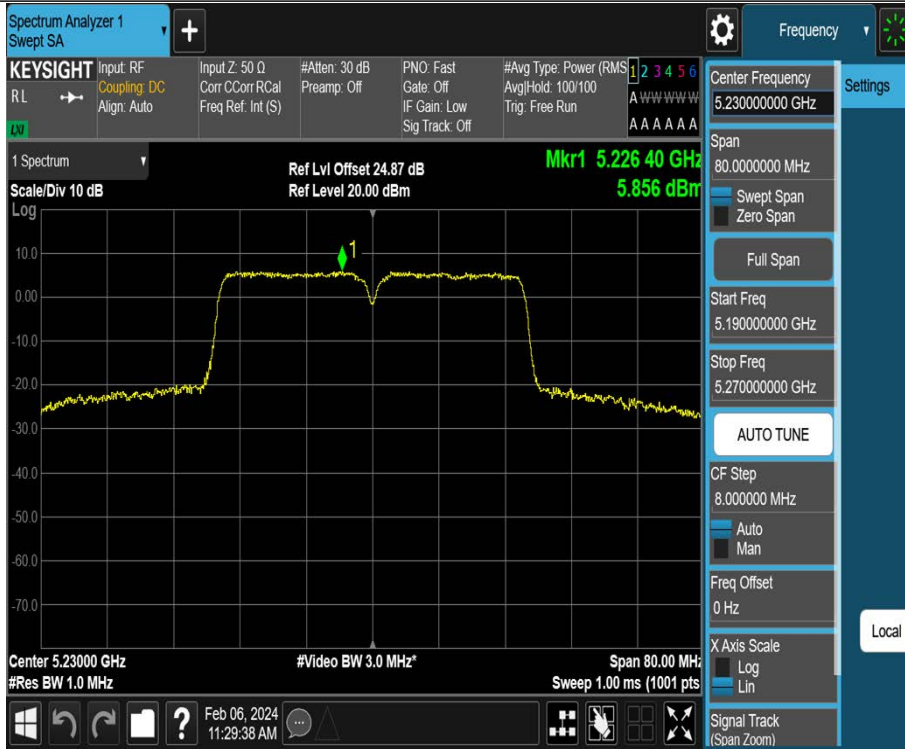 Spectrum Analyzer 1
Swept SA
+
Frequency
KEYSIGHT
R L
LXI
Input: RF
Coupling: DC
Align: Auto
Input Z: 50 Ω
Corr CCorr RCal
Freq Ref: Int (S)
#Atten: 30 dB
Preamp: Off
PNO: Fast
Gate: Off
IF Gain: Low
Sig Track: Off
#Avg Type: Power (RMS
Avg|Hold: 100/100
Trig: Free Run
1 2 3 4 5 6
A W W W W W
A A A A A A
1 Spectrum
Scale/Div 10 dB
Log
Ref Lvl Offset 24.87 dB
Ref Level 20.00 dBm
Mkr1 5.226 40 GHz
5.856 dBm
1
10.0
0.00
-10.0
-20.0
-30.0
-40.0
-50.0
-60.0
-70.0
Center 5.23000 GHz
#Res BW 1.0 MHz
#Video BW 3.0 MHz*
Span 80.00 MHz
Sweep 1.00 ms (1001 pts
Feb 06, 2024
11:29:38 AM
?
Center Frequency
5.230000000 GHz
Settings
Span
80.0000000 MHz
Swept Span
Zero Span
Full Span
Start Freq
5.190000000 GHz
Stop Freq
5.270000000 GHz
AUTO TUNE
CF Step
8.000000 MHz
Auto
Man
Freq Offset
0 Hz
Local
X Axis Scale
Log
Lin
Signal Track
(Span Zoom)